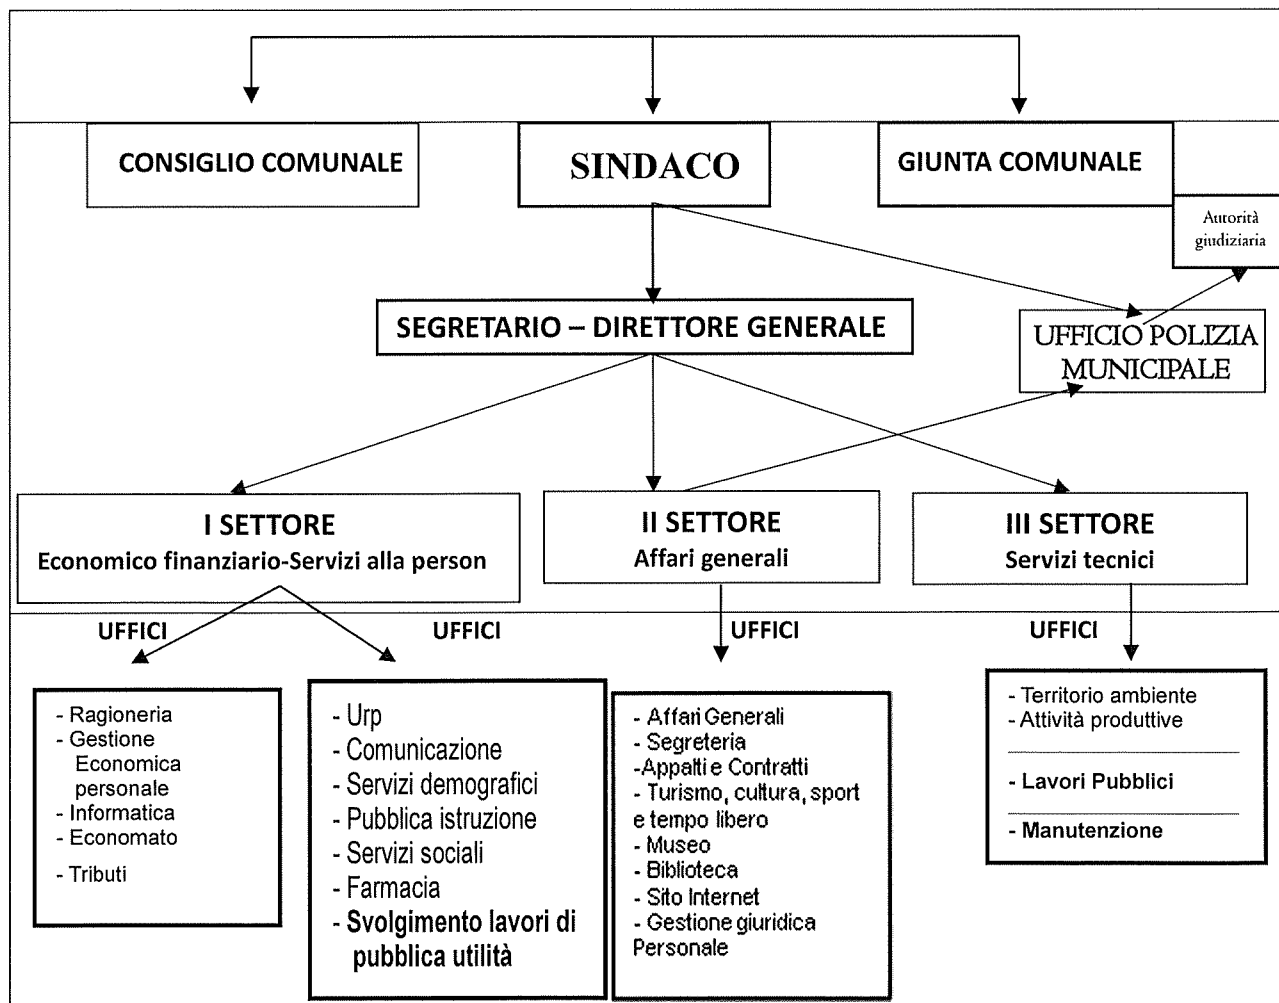 CONSIGLIO COMUNALE
SINDACO
GIUNTA COMUNALE
Autorità
giudiziaria
SEGRETARIO – DIRETTORE GENERALE
UFFICIO POLIZIA
MUNICIPALE
I SETTORE
Economico finanziario-Servizi alla person
II SETTORE
Affari generali
III SETTORE
Servizi tecnici
UFFICI
UFFICI
UFFICI
UFFICI
- Ragioneria
- Gestione
Economica
personale
- Informatica
- Economato
- Tributi
- Urp
- Comunicazione
- Servizi demografici
- Pubblica istruzione
- Servizi sociali
- Farmacia
- Svolgimento lavori di
pubblica utilità
- Affari Generali
- Segreteria
-Appalti e Contratti
- Turismo, cultura, sport
e tempo libero
- Museo
- Biblioteca
- Sito Internet
- Gestione giuridica
Personale
- Territorio ambiente
- Attività produttive
- Lavori Pubblici
- Manutenzione